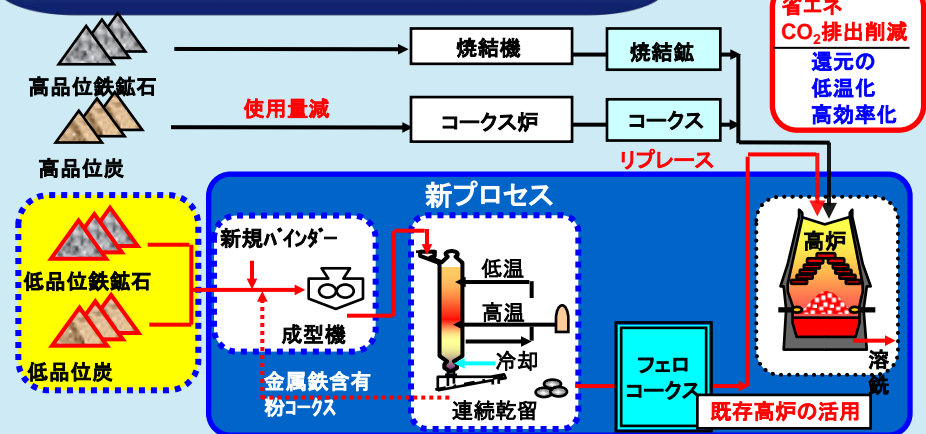 省エネ
CO₂排出削減
還元の
低温化
高効率化
焼結機
焼結鉱
高品位鉄鉱石
使用量減
コークス炉
コークス
高品位炭
リプレース
新プロセス
新規バインダー
高炉
低温
低品位鉄鉱石
高温
成型機
冷却
溶
銑
低品位炭
フェロ
コークス
金属鉄含有
粉コークス
連続乾留
既存高炉の活用